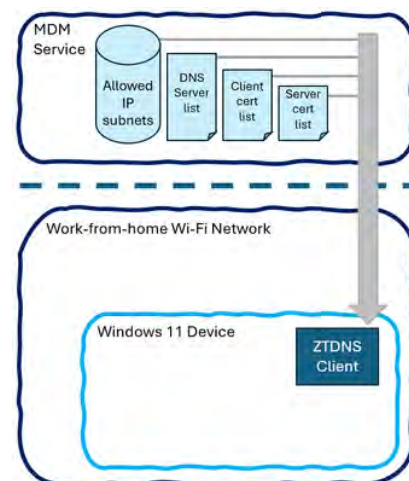 MDM
Service
Allowed
IP
subnets
DNS
Server
list
Client
cert
list
Server
cert
list
Work-from-home Wi-Fi Network
Windows 11 Device
ZTDNS
Client